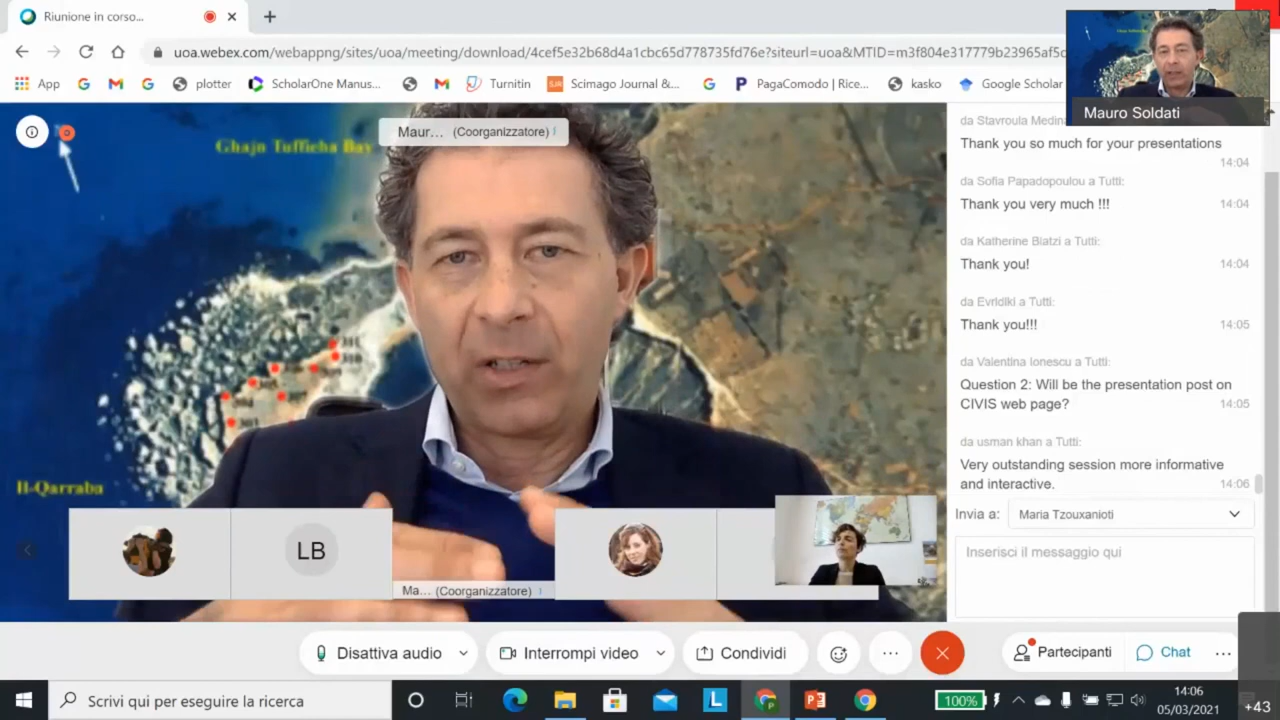 Riunione in corso...
uoa.webex.com/webappng/sites/uoa/meeting/download/4cef5e32b68d4a1cbc65d778735fd76e?siteurl=uoa&MTID=m3f804e317779b23965af5c
App
plotter
ScholarOne Manus...
Turnitin
Scimago Journal &...
PagaComodo | Rice...
kasko
Google Scholar
Mauro Soldati
Maur... (Coorganizzatore)
Għajn Tuffieħa Bay
Il-Qarraba
da Stavroula Medina
Thank you so much for your presentations
14:04
da Sofia Papadopoulou a Tutti:
Thank you very much !!!
14:04
da Katherine Blatzi a Tutti:
Thank you!
14:04
da Evridiki a Tutti:
Thank you!!!
14:05
da Valentina Ionescu a Tutti:
Question 2: Will be the presentation post on
CIVIS web page?
14:05
da usman khan a Tutti:
Very outstanding session more informative
and interactive.
14:06
Invia a:
Maria Tzouxanioti
Inserisci il messaggio qui
LB
Ma... (Coorganizzatore)
Disattiva audio
Interrompi video
Condividi
Partecipanti
Chat
Scrivi qui per eseguire la ricerca
100%
14:06
05/03/2021
+43